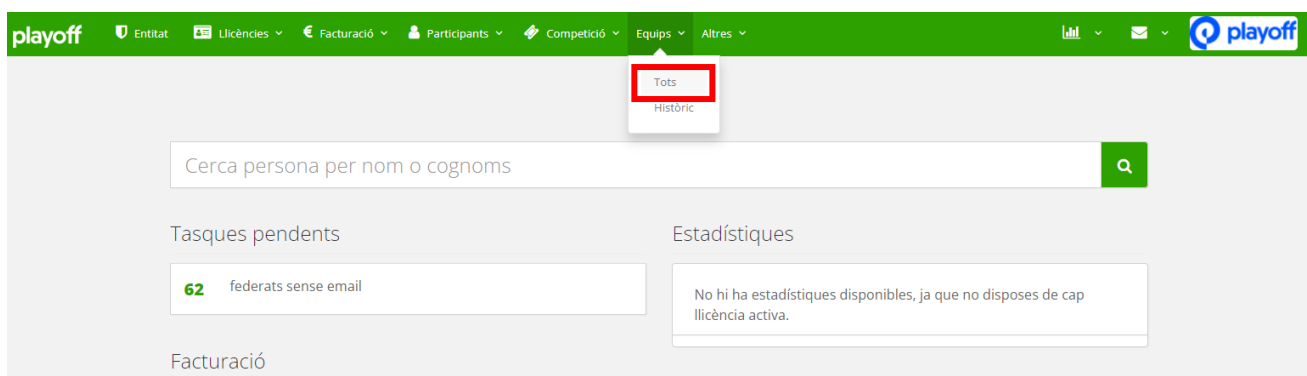 playoff Entitat Llicències € Facturació Participants Competició Equips Altres playoff
Tots
Històric
Cerca persona per nom o cognoms
Tasques pendents
62 federats sense email
Estadístiques
No hi ha estadístiques disponibles, ja que no disposes de cap
llicència activa.
Facturació